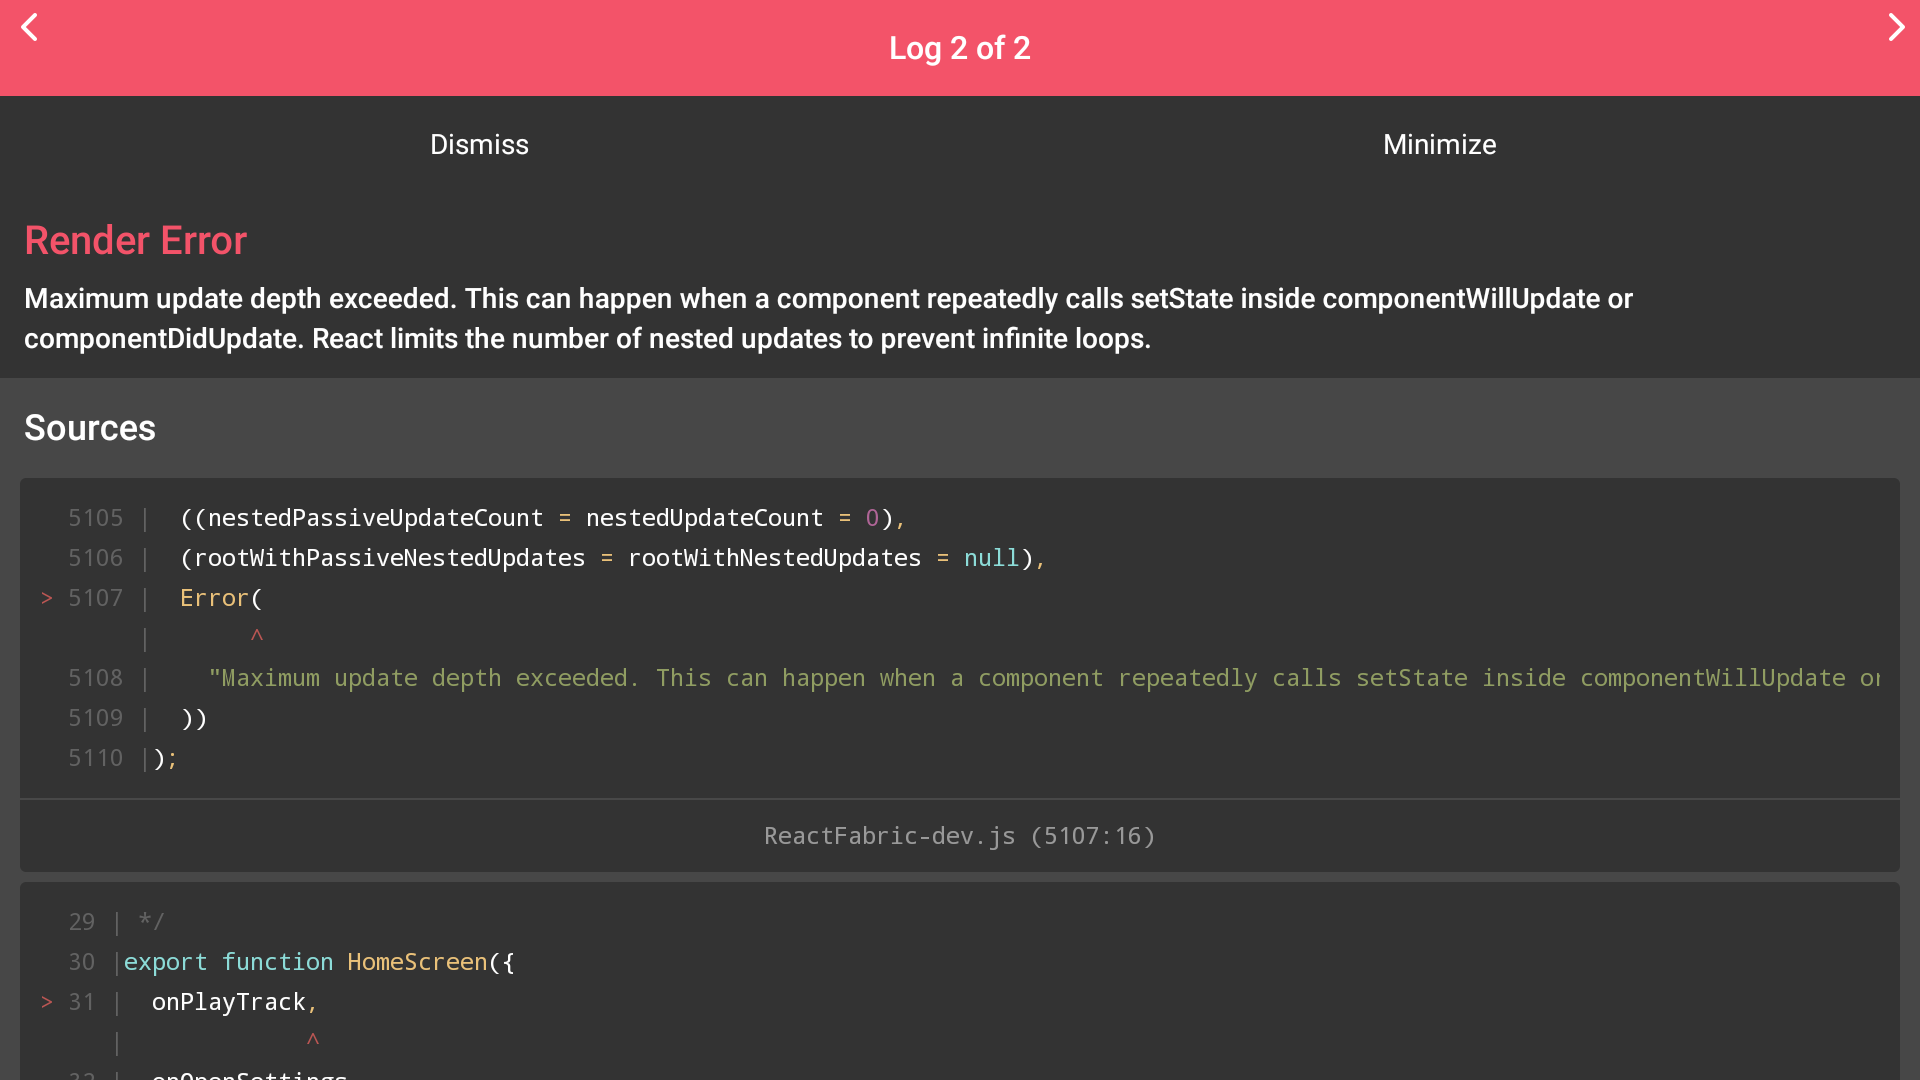 Log 2 of 2
Dismiss
Minimize
Render Error
Maximum update depth exceeded. This can happen when a component repeatedly calls setState inside componentWillUpdate or
componentDidUpdate. React limits the number of nested updates to prevent infinite loops.
Sources
5105 |   ((nestedPassiveUpdateCount = nestedUpdateCount = 0),
5106 |   (rootWithPassiveNestedUpdates = rootWithNestedUpdates = null),
> 5107 |   Error(
|        ^
5108 |     "Maximum update depth exceeded. This can happen when a component repeatedly calls setState inside componentWillUpdate or
5109 |   ))
5110 |);
ReactFabric-dev.js (5107:16)
29 | */
30 |export function HomeScreen({
> 31 |  onPlayTrack,
|              ^
32 |  onOpenSettings